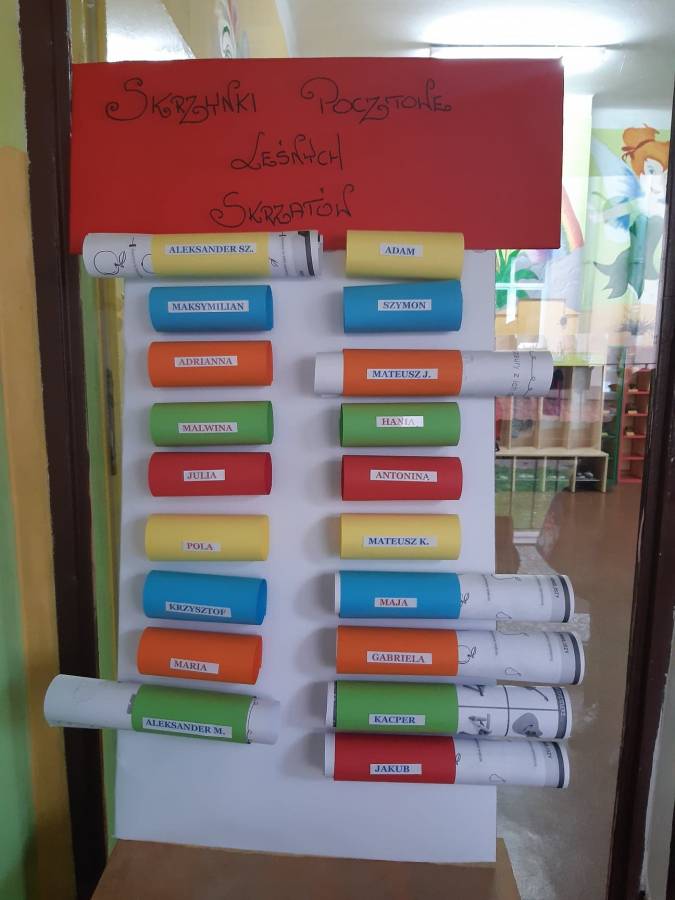 SKRZYNKI POCZTOWE
LEŚNYCH
SKRZATÓW
ALEKSANDER SZ.
ADAM
MAKSYMILIAN
SZYMON
ADRIANNA
MATEUSZ J.
MALWINA
HANIA
JULIA
ANTONINA
POLA
MATEUSZ K.
KRZYSZTOF
MAJA
MARIA
GABRIELA
ALEKSANDER M.
KACPER
JAKUB